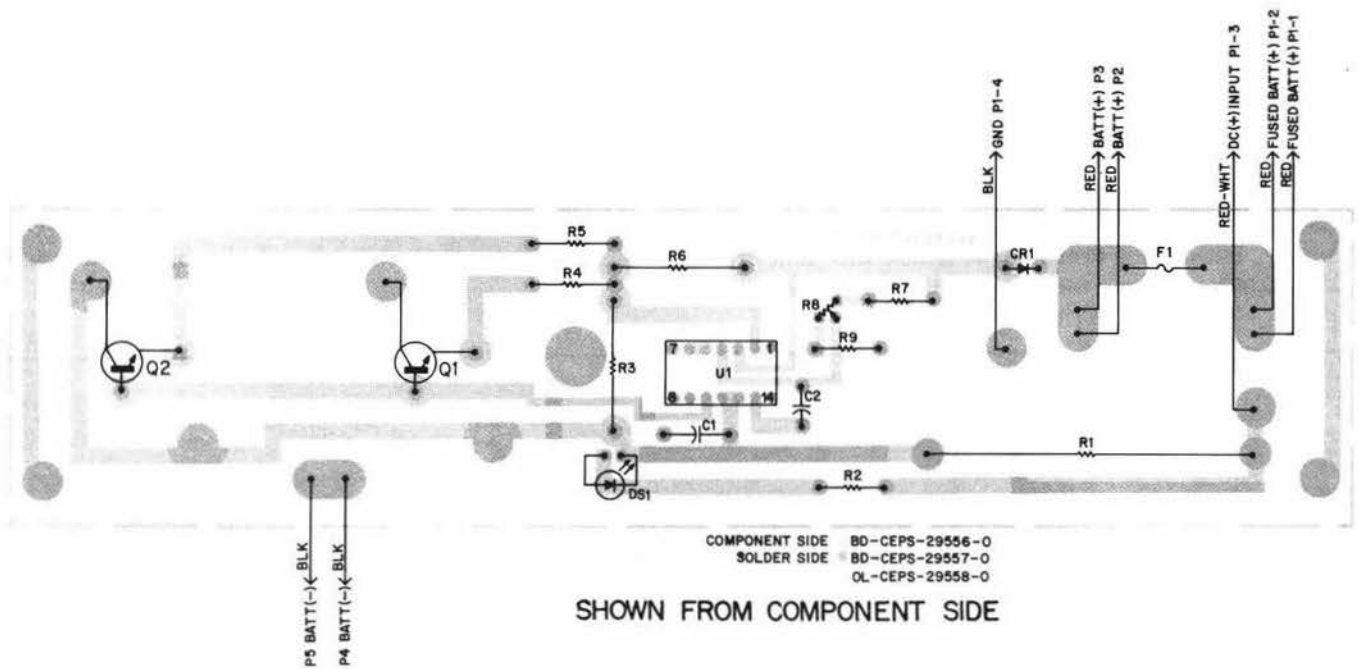 GND P1-4
BATT(+) P3
BATT(+) P2
DC(+)INPUT P1-3
FUSED BATT(+) P1-2
FUSED BATT(+) P1-1
BLK
RED
RED
RED-WHT
RED
RED
R5
R6
R4
CR1
F1
R7
R8
R9
Q2
Q1
R3
7
1
U1
8
14
C2
C1
R1
DS1
R2
BLK
BLK
P5 BATT(-)
P4 BATT(-)
COMPONENT SIDE BD-CEPS-29556-0
SOLDER SIDE BD-CEPS-29557-0
OL-CEPS-29558-0
SHOWN FROM COMPONENT SIDE